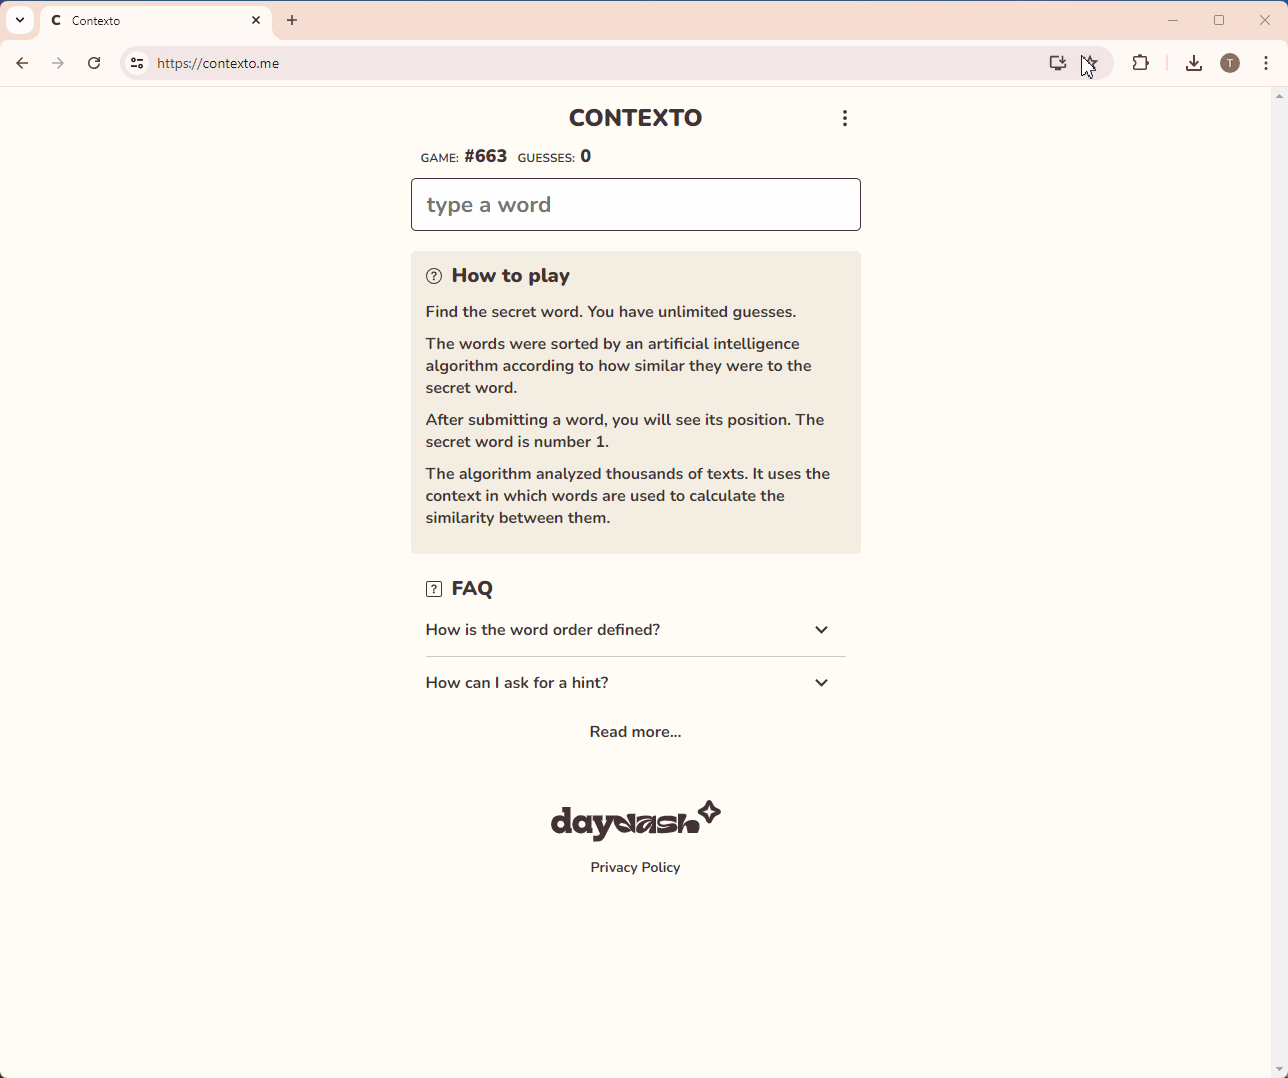 Contexto
https://contexto.me
T
CONTEXTO
GAME: #663 GUESSES: 0
type a word
How to play
Find the secret word. You have unlimited guesses.
The words were sorted by an artificial intelligence
algorithm according to how similar they were to the
secret word.
After submitting a word, you will see its position. The
secret word is number 1.
The algorithm analyzed thousands of texts. It uses the
context in which words are used to calculate the
similarity between them.
FAQ
How is the word order defined?
How can I ask for a hint?
Read more...
daydash
Privacy Policy